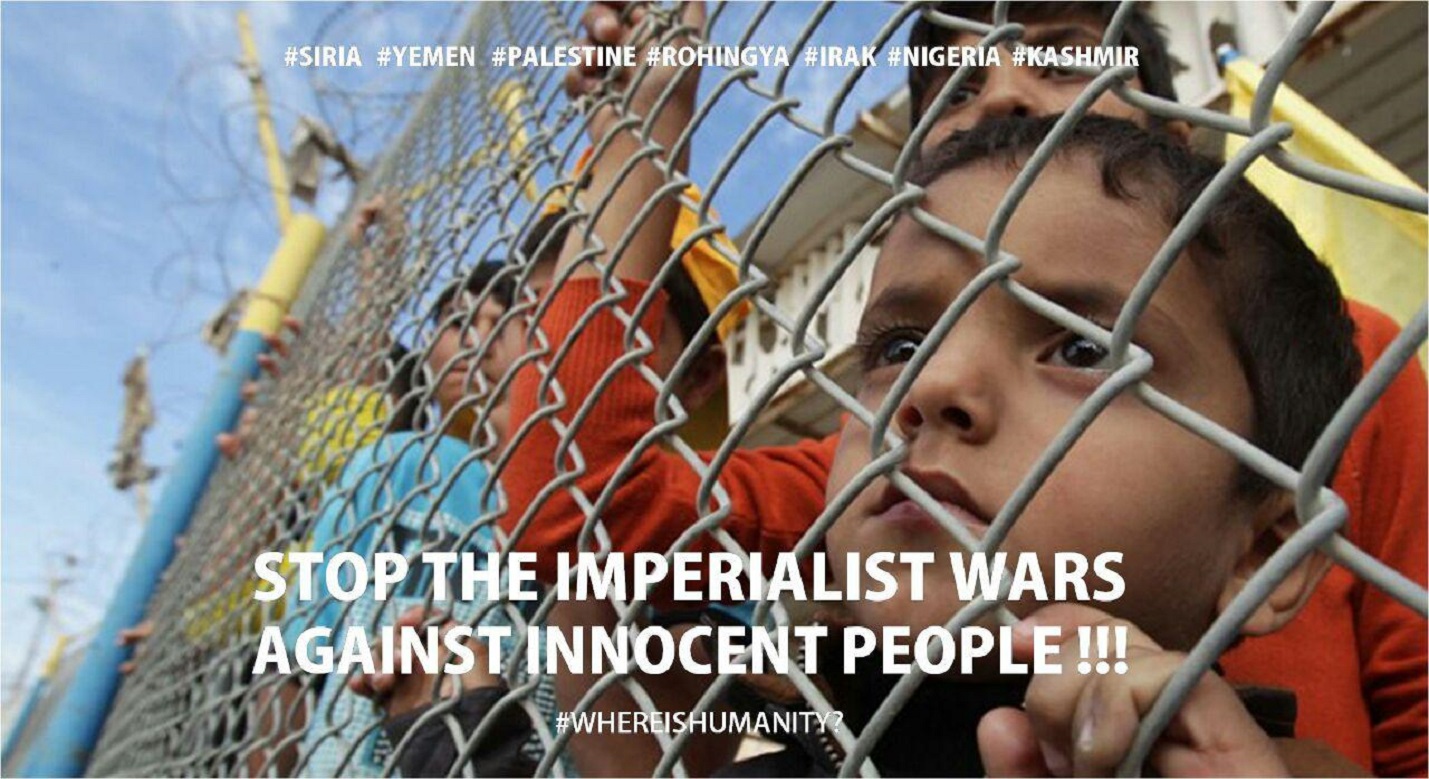 #SIRIA #YEMEN #PALESTINE #ROHINGYA #IRAK #NIGERIA #KASHMIR
STOP THE IMPERIALIST WARS
AGAINST INNOCENT PEOPLE !!!
#WHEREISHUMANITY?